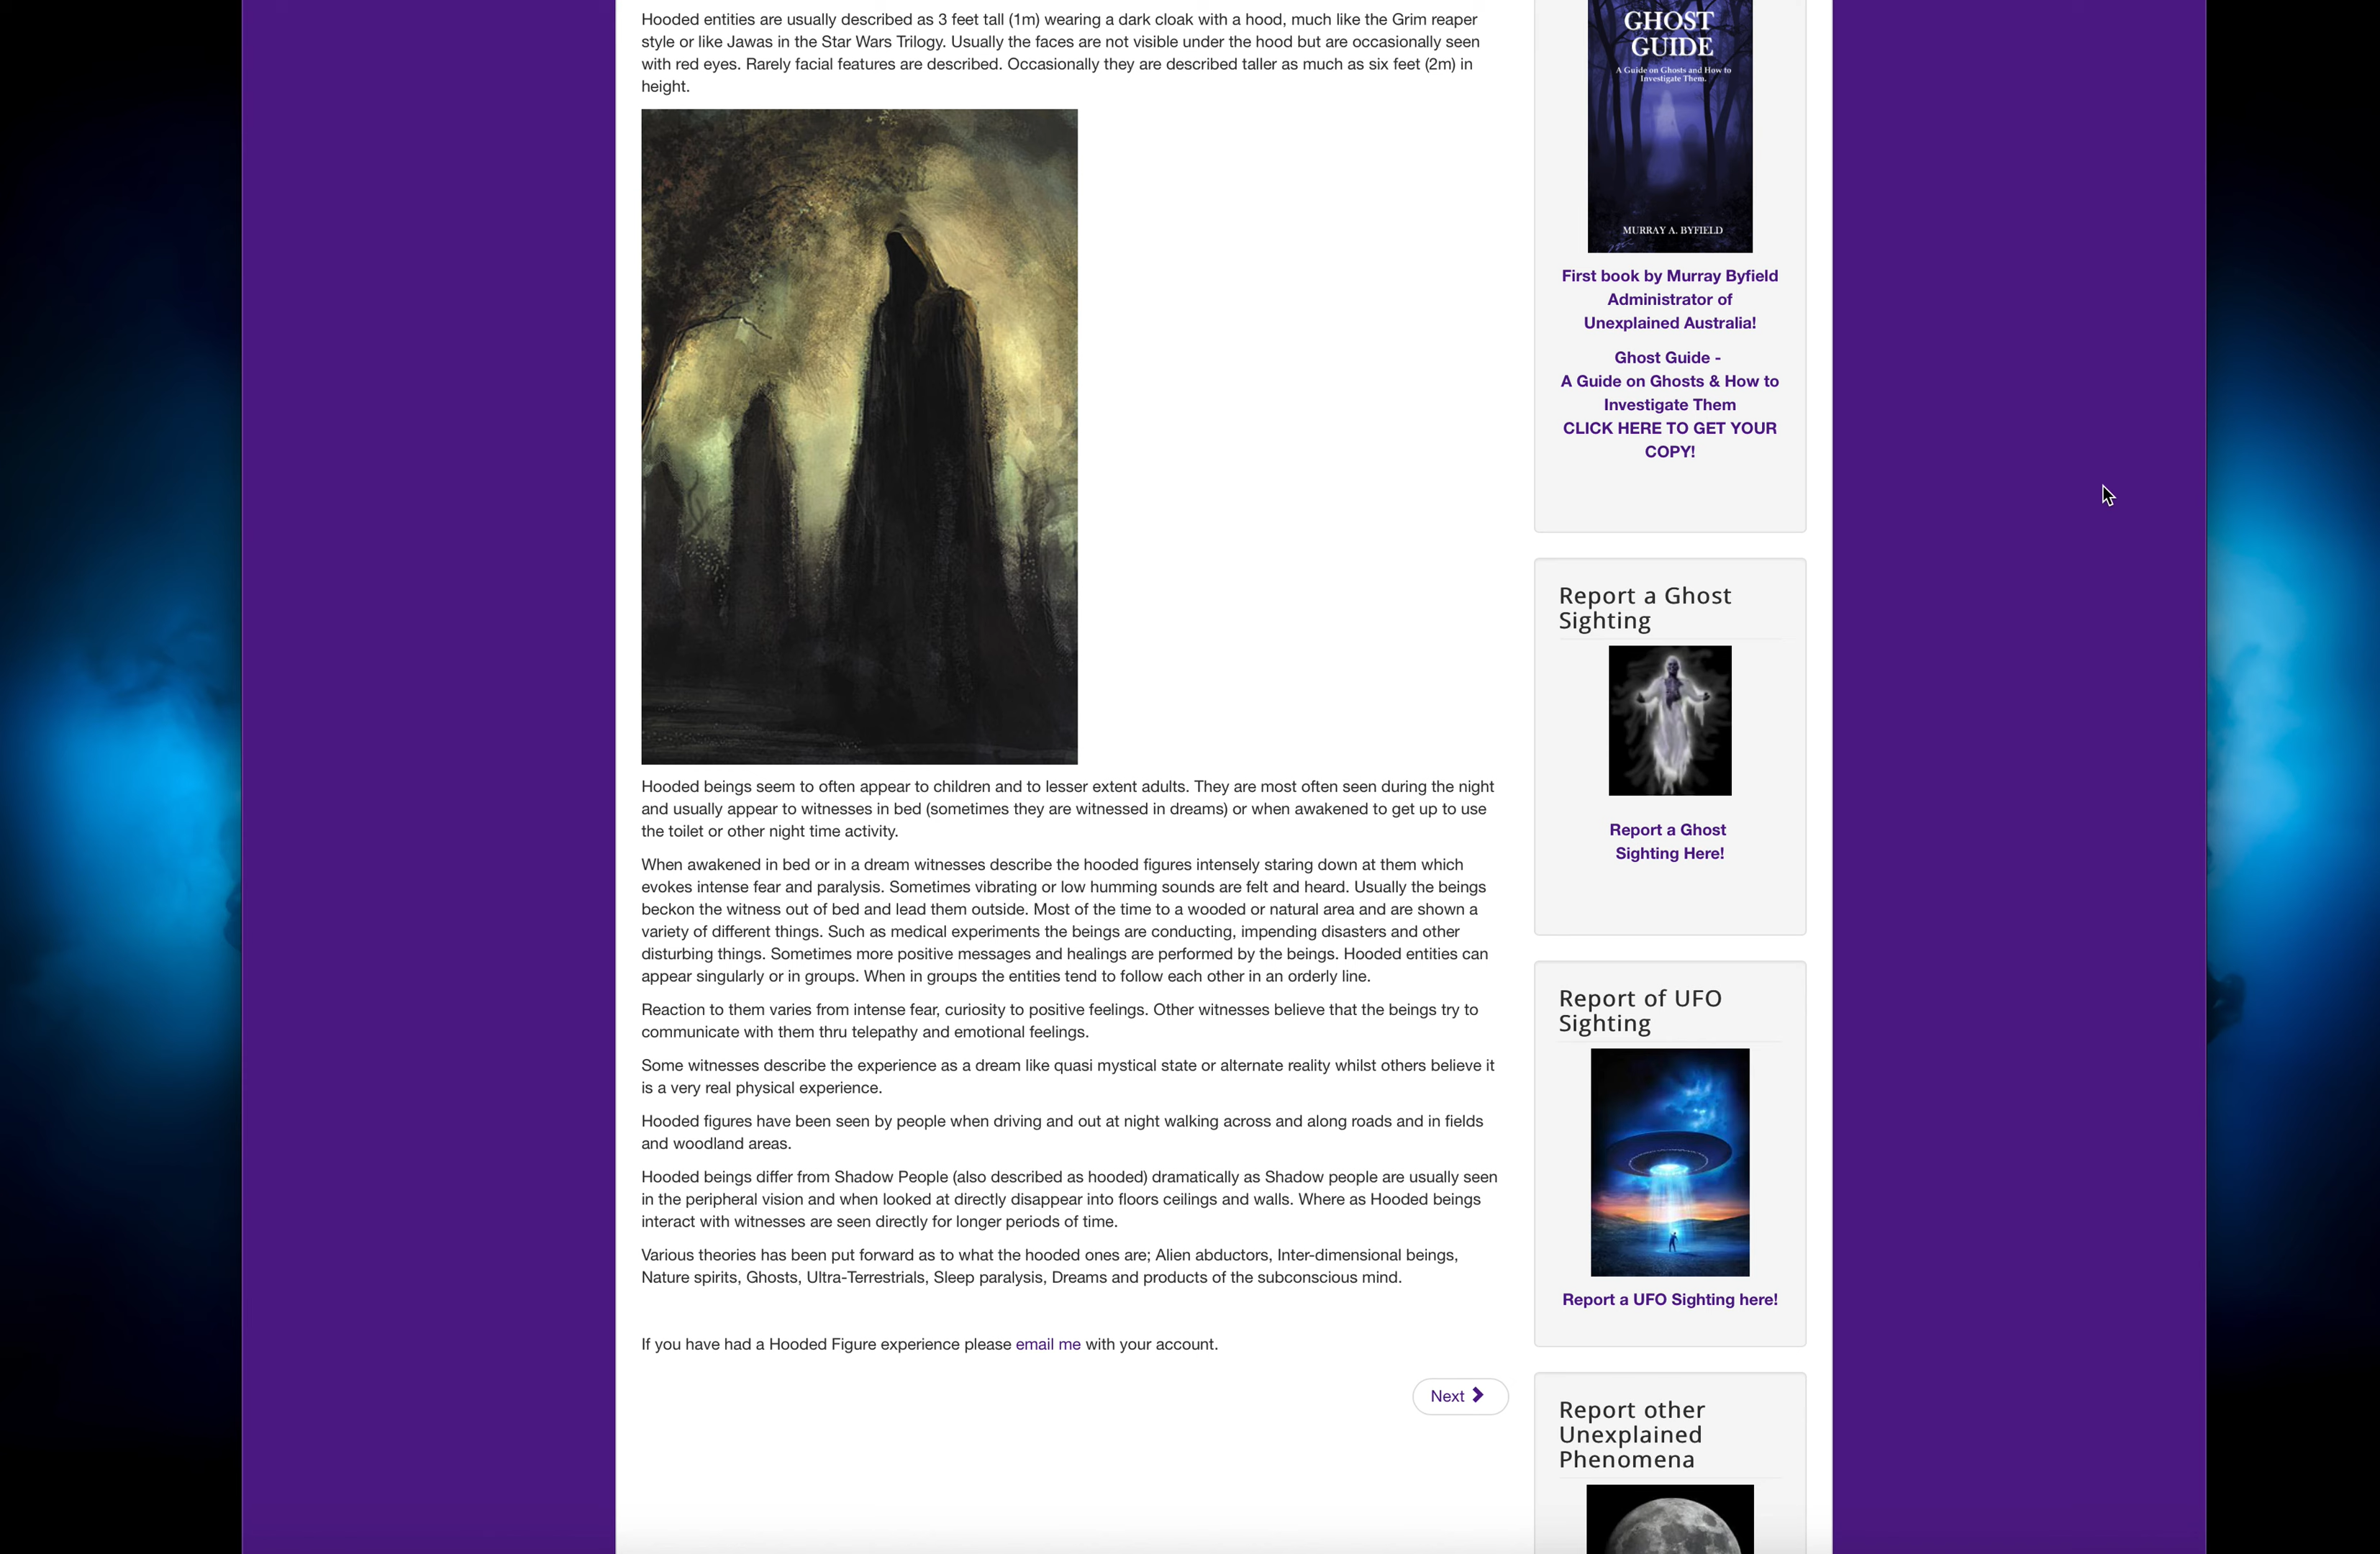 Hooded entities are usually described as 3 feet tall (1m) wearing a dark cloak with a hood, much like the Grim reaper
style or like Jawas in the Star Wars Trilogy. Usually the faces are not visible under the hood but are occasionally seen
with red eyes. Rarely facial features are described. Occasionally they are described taller as much as six feet (2m) in
height.
Hooded beings seem to often appear to children and to lesser extent adults. They are most often seen during the night
and usually appear to witnesses in bed (sometimes they are witnessed in dreams) or when awakened to get up to use
the toilet or other night time activity.
When awakened in bed or in a dream witnesses describe the hooded figures intensely staring down at them which
evokes intense fear and paralysis. Sometimes vibrating or low humming sounds are felt and heard. Usually the beings
beckon the witness out of bed and lead them outside. Most of the time to a wooded or natural area and are shown a
variety of different things. Such as medical experiments the beings are conducting, impending disasters and other
disturbing things. Sometimes more positive messages and healings are performed by the beings. Hooded entities can
appear singularly or in groups. When in groups the entities tend to follow each other in an orderly line.
Reaction to them varies from intense fear, curiosity to positive feelings. Other witnesses believe that the beings try to
communicate with them thru telepathy and emotional feelings.
Some witnesses describe the experience as a dream like quasi mystical state or alternate reality whilst others believe it
is a very real physical experience.
Hooded figures have been seen by people when driving and out at night walking across and along roads and in fields
and woodland areas.
Hooded beings differ from Shadow People (also described as hooded) dramatically as Shadow people are usually seen
in the peripheral vision and when looked at directly disappear into floors ceilings and walls. Where as Hooded beings
interact with witnesses are seen directly for longer periods of time.
Various theories has been put forward as to what the hooded ones are; Alien abductors, Inter-dimensional beings,
Nature spirits, Ghosts, Ultra-Terrestrials, Sleep paralysis, Dreams and products of the subconscious mind.
If you have had a Hooded Figure experience please email me with your account.
Next
GHOST
GUIDE
A Guide on Ghosts and How to
Investigate Them.
MURRAY A. BYFIELD
First book by Murray Byfield
Administrator of
Unexplained Australia!
Ghost Guide -
A Guide on Ghosts & How to
Investigate Them
CLICK HERE TO GET YOUR
COPY!
Report a Ghost
Sighting
Report a Ghost
Sighting Here!
Report of UFO
Sighting
Report a UFO Sighting here!
Report other
Unexplained
Phenomena